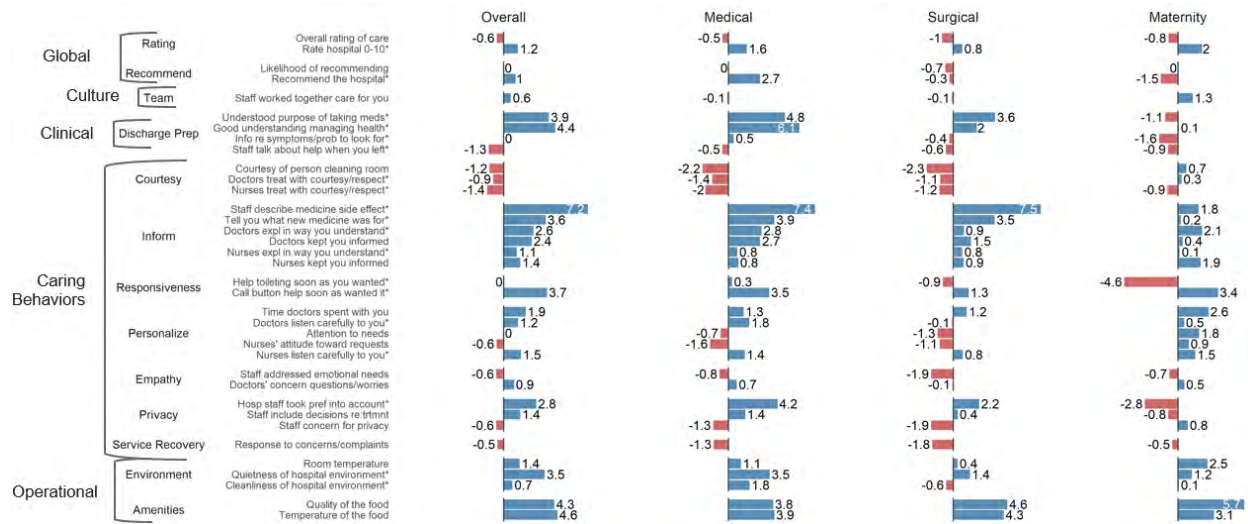 Overall Medical Surgical Maternity
Global
Rating
Overall rating of care -0.6 -0.5 -1 -0.8
Rate hospital 0-10* 1.2 1.6 0.8 2
Recommend
Likelihood of recommending 0 0 -0.7 0
Recommend the hospital* 1 2.7 -0.3 -1.5
Culture
Team
Staff worked together care for you 0.6 -0.1 -0.1 1.3
Clinical
Discharge Prep
Understood purpose of taking meds* 3.9 4.8 3.6 -1.1
Good understanding managing health* 4.4 6.1 2 0.1
Info re symptoms/prob to look for* 0 0.5 -0.4 -1.6
Staff talk about help when you left* -1.3 -0.5 -0.6 -0.9
Caring Behaviors
Courtesy
Courtesy of person cleaning room -1.2 -2.2 -2.3 0.7
Doctors treat with courtesy/respect* -0.9 -1.4 -1.1 0.3
Nurses treat with courtesy/respect* -1.4 -2 -1.2 -0.9
Inform
Staff describe medicine side effect* 7.2 7.4 7.5 1.8
Tell you what new medicine was for* 3.6 3.9 3.5 0.2
Doctors expl in way you understand* 2.6 2.8 0.9 2.1
Doctors kept you informed 2.4 2.7 1.5 0.4
Nurses expl in way you understand* 1.1 0.8 0.8 0.1
Nurses kept you informed 1.4 0.8 0.9 1.9
Responsiveness
Help toileting soon as you wanted* 0 0.3 -0.9 -4.6
Call button help soon as wanted it* 3.7 3.5 1.3 3.4
Personalize
Time doctors spent with you 1.9 1.3 1.2 2.6
Doctors listen carefully to you* 1.2 1.8 -0.1 0.5
Attention to needs 0 -0.7 -1.3 1.8
Nurses' attitude toward requests -0.6 -1.6 -1.1 0.9
Nurses listen carefully to you* 1.5 1.4 0.8 1.5
Empathy
Staff addressed emotional needs -0.6 -0.8 -1.9 -0.7
Doctors' concern questions/worries 0.9 0.7 -0.1 0.5
Privacy
Hosp staff took pref into account* 2.8 4.2 2.2 -2.8
Staff include decisions re:trtmnt 1.4 1.4 0.4 -0.8
Staff concern for privacy -0.6 -1.3 -1.9 0.8
Service Recovery
Response to concerns/complaints -0.5 -1.3 -1.8 -0.5
Operational
Environment
Room temperature 1.4 1.1 0.4 2.5
Quietness of hospital environment* 3.5 3.5 1.4 1.2
Cleanliness of hospital environment* 0.7 1.8 -0.6 0.1
Amenities
Quality of the food 4.3 3.8 4.6 5.7
Temperature of the food 4.6 3.9 4.3 3.1